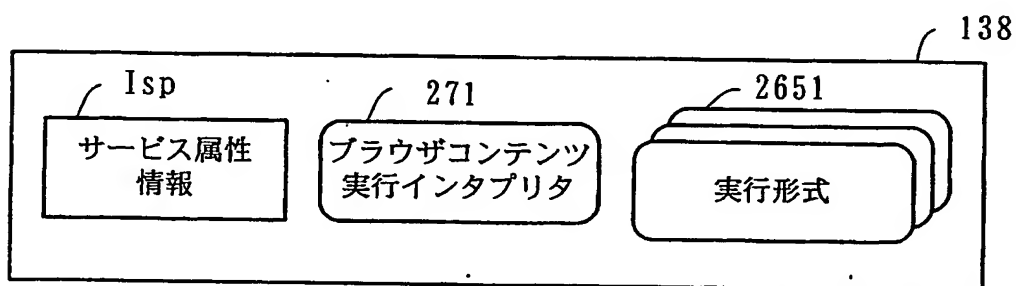 138
Isp
サービス属性
情報
271
ブラウザコンテンツ
実行インタプリタ
2651
実行形式